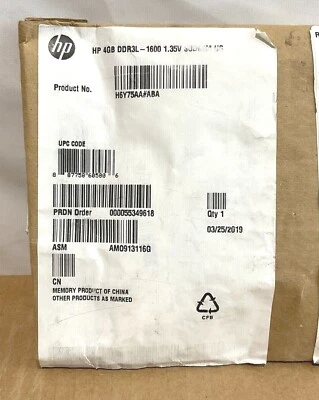 hp HP 4GB DDR3L-1600 1.35V
Product No.
H6Y75AA#ABA
UPC CODE
PRDN Order 000055349618
Qty 1
03/25/2019
ASM AM0913116G
CN
MEMORY PRODUCT OF CHINA
OTHER PRODUCTS AS MARKED
CFB